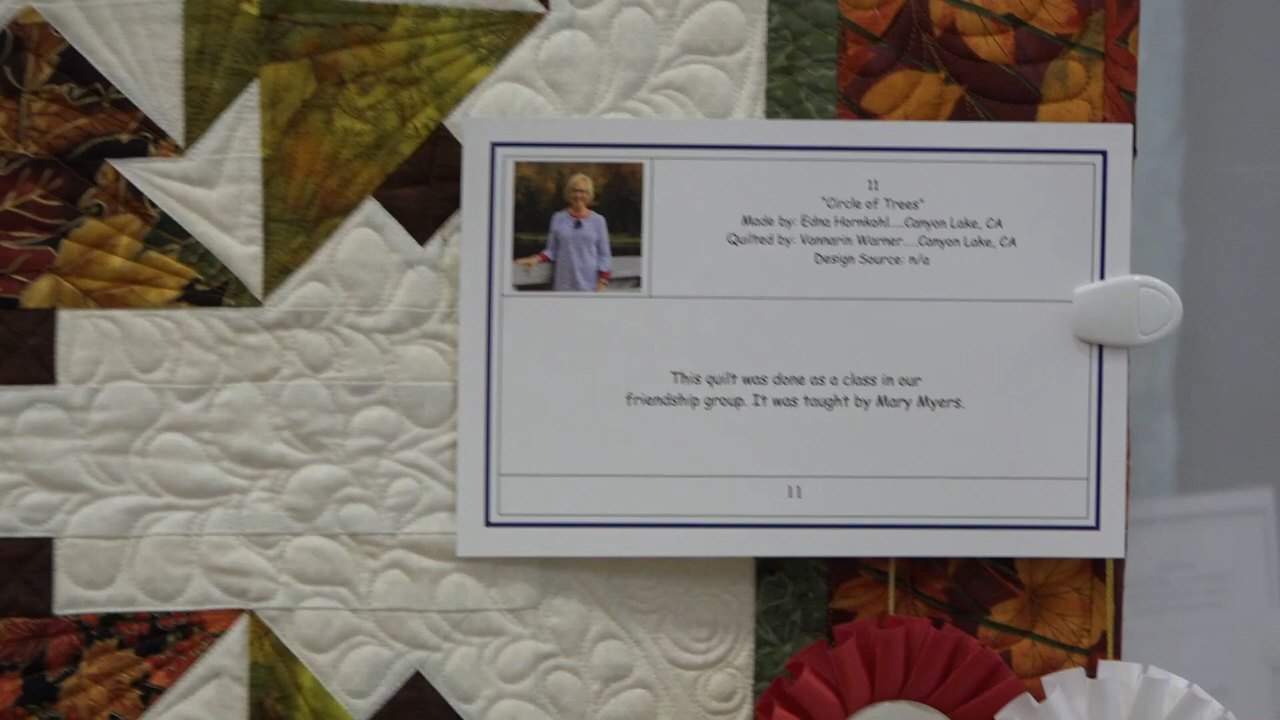 11
"Circle of Trees"
Made by: Edna Hornkohl....Canyon Lake, CA
Quilted by: Vannarin Warner....Canyon Lake, CA
Design Source: n/a
This quilt was done as a class in our
friendship group. It was taught by Mary Myers.
11